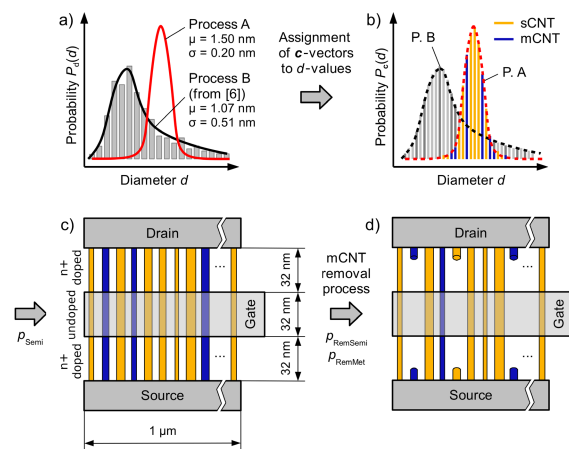 a)
Probability P_d(d)
Process A
μ = 1.50 nm
σ = 0.20 nm
Process B
(from [6])
μ = 1.07 nm
σ = 0.51 nm
Diameter d
Assignment
of c-vectors
to d-values
b)
sCNT
mCNT
Probability P_c(d)
P. B
P. A
Diameter d
c)
Drain
n+
doped
undoped
n+
doped
...
...
32 nm
32 nm
32 nm
Gate
Source
1 μm
p_Semi
mCNT
removal
process
p_RemSemi
p_RemMet
d)
Drain
...
...
Gate
Source